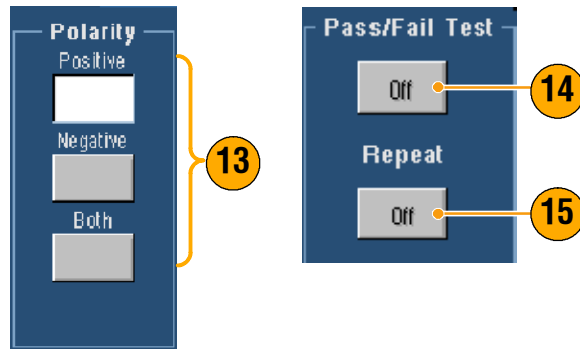 Polarity
Positive
Negative
Both
13
Pass/Fail Test
Off
14
Repeat
Off
15